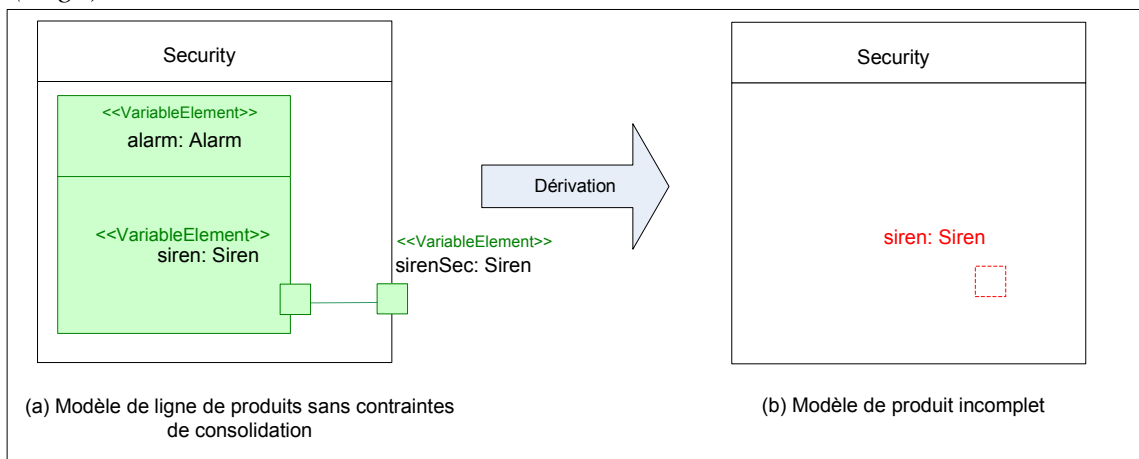 Security
<<VariableElement>>
alarm: Alarm
<<VariableElement>>
siren: Siren
<<VariableElement>>
sirenSec: Siren
Dérivation
Security
siren: Siren
(a) Modèle de ligne de produits sans contraintes
de consolidation
(b) Modèle de produit incomplet